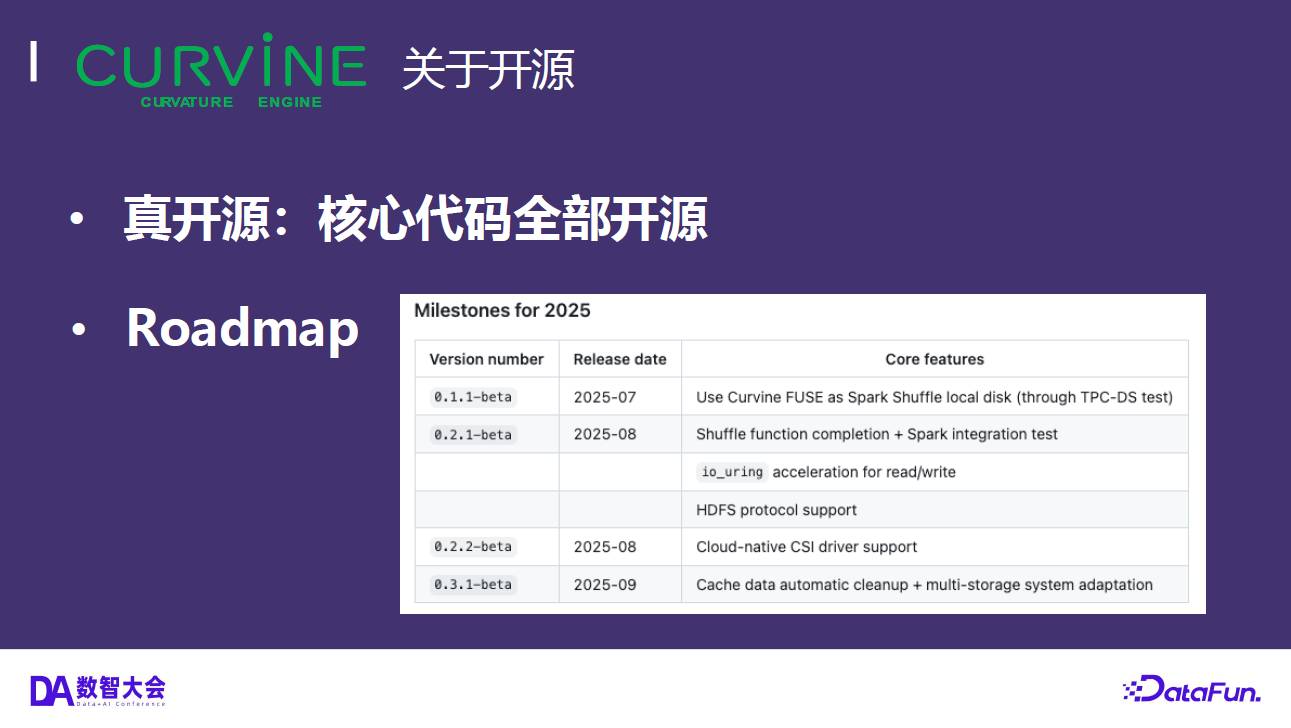 CURVINE 关于开源
CURVATURE ENGINE
• 真开源：核心代码全部开源
• Roadmap
Milestones for 2025
Version number Release date Core features
0.1.1-beta 2025-07 Use Curvine FUSE as Spark Shuffle local disk (through TPC-DS test)
0.2.1-beta 2025-08 Shuffle function completion + Spark integration test
io_uring acceleration for read/write
HDFS protocol support
0.2.2-beta 2025-08 Cloud-native CSI driver support
0.3.1-beta 2025-09 Cache data automatic cleanup + multi-storage system adaptation
DA 数智大会
Data+AI Conference
DataFun.